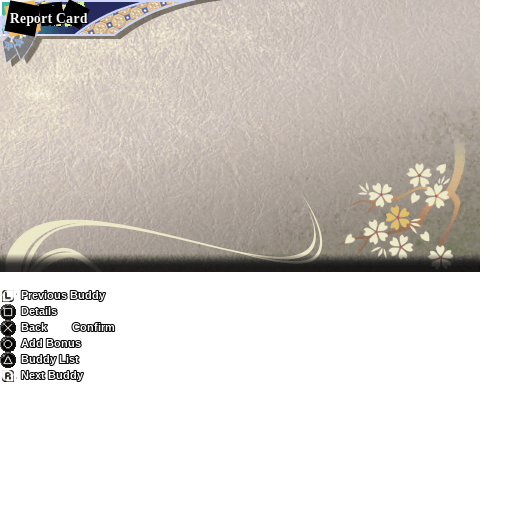 Report Card
L Previous Buddy
Details
Back Confirm
Add Bonus
Buddy List
R Next Buddy